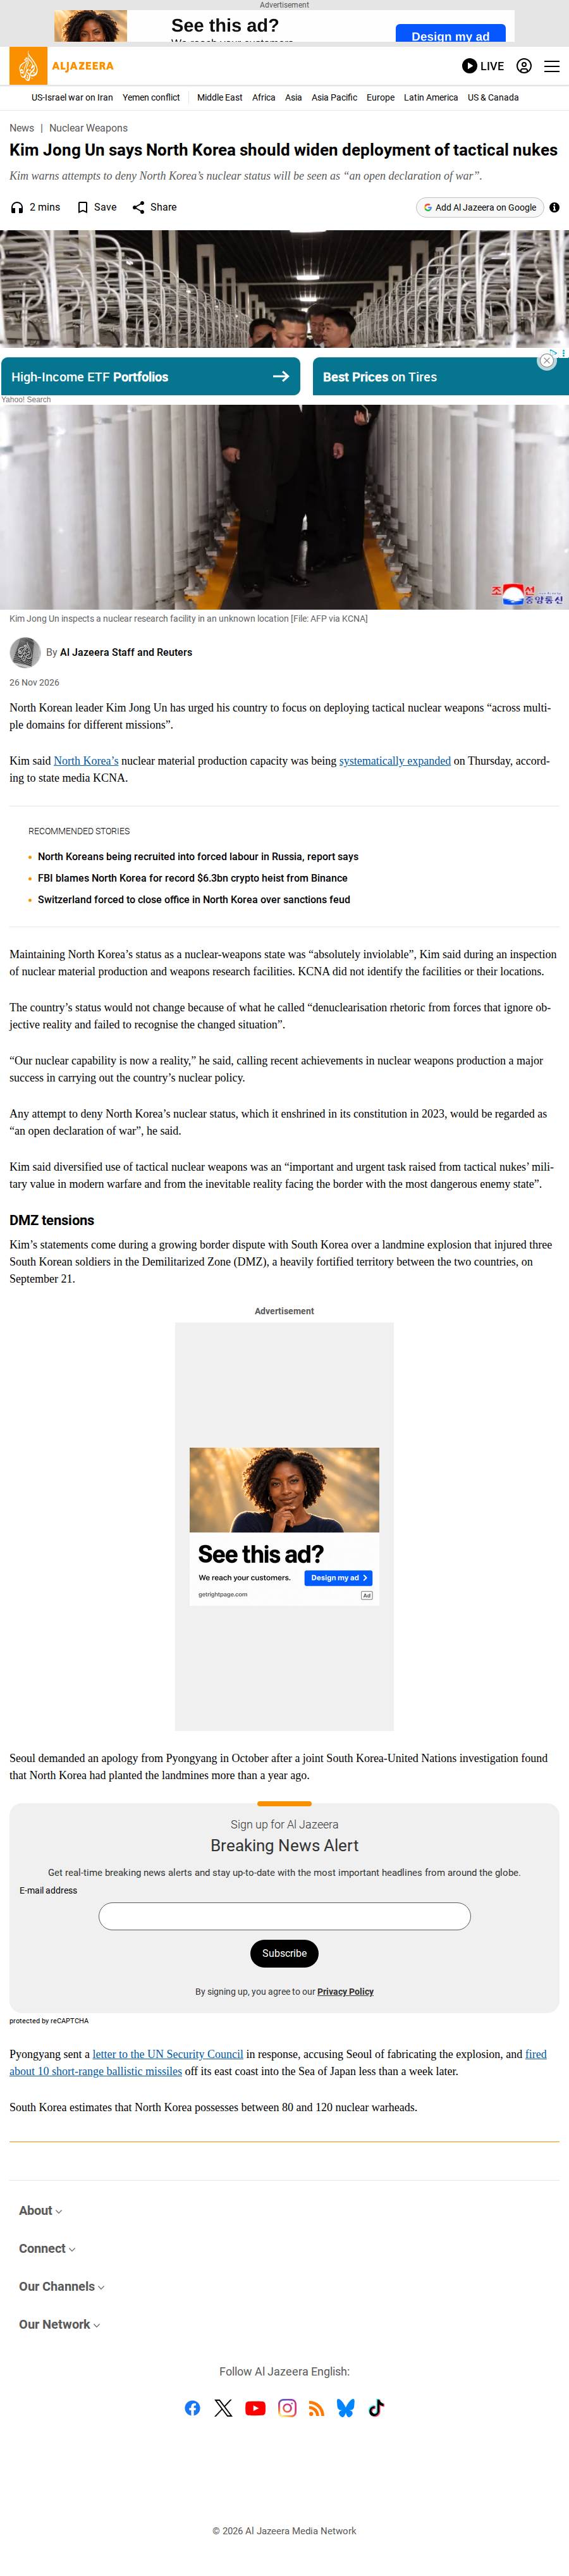 Advertisement
See this ad?
Design my ad
ALJAZEERA
LIVE
US-Israel war on Iran Yemen conflict Middle East Africa Asia Asia Pacific Europe Latin America US & Canada
News | Nuclear Weapons
Kim Jong Un says North Korea should widen deployment of tactical nukes
Kim warns attempts to deny North Korea’s nuclear status will be seen as “an open declaration of war”.
2 mins Save Share Add Al Jazeera on Google
High-Income ETF Portfolios
Best Prices on Tires
Yahoo! Search
조선
중앙통신
Kim Jong Un inspects a nuclear research facility in an unknown location [File: AFP via KCNA]
By Al Jazeera Staff and Reuters
26 Nov 2026
North Korean leader Kim Jong Un has urged his country to focus on deploying tactical nuclear weapons “across multi-
ple domains for different missions”.
Kim said North Korea’s nuclear material production capacity was being systematically expanded on Thursday, accord-
ing to state media KCNA.
RECOMMENDED STORIES
North Koreans being recruited into forced labour in Russia, report says
FBI blames North Korea for record $6.3bn crypto heist from Binance
Switzerland forced to close office in North Korea over sanctions feud
Maintaining North Korea’s status as a nuclear-weapons state was “absolutely inviolable”, Kim said during an inspection
of nuclear material production and weapons research facilities. KCNA did not identify the facilities or their locations.
The country’s status would not change because of what he called “denuclearisation rhetoric from forces that ignore ob-
jective reality and failed to recognise the changed situation”.
“Our nuclear capability is now a reality,” he said, calling recent achievements in nuclear weapons production a major
success in carrying out the country’s nuclear policy.
Any attempt to deny North Korea’s nuclear status, which it enshrined in its constitution in 2023, would be regarded as
“an open declaration of war”, he said.
Kim said diversified use of tactical nuclear weapons was an “important and urgent task raised from tactical nukes’ mili-
tary value in modern warfare and from the inevitable reality facing the border with the most dangerous enemy state”.
DMZ tensions
Kim’s statements come during a growing border dispute with South Korea over a landmine explosion that injured three
South Korean soldiers in the Demilitarized Zone (DMZ), a heavily fortified territory between the two countries, on
September 21.
Advertisement
See this ad?
We reach your customers.
Design my ad
getrightpage.com
Ad
Seoul demanded an apology from Pyongyang in October after a joint South Korea-United Nations investigation found
that North Korea had planted the landmines more than a year ago.
Sign up for Al Jazeera
Breaking News Alert
Get real-time breaking news alerts and stay up-to-date with the most important headlines from around the globe.
E-mail address
Subscribe
By signing up, you agree to our Privacy Policy
protected by reCAPTCHA
Pyongyang sent a letter to the UN Security Council in response, accusing Seoul of fabricating the explosion, and fired
about 10 short-range ballistic missiles off its east coast into the Sea of Japan less than a week later.
South Korea estimates that North Korea possesses between 80 and 120 nuclear warheads.
About
Connect
Our Channels
Our Network
Follow Al Jazeera English:
© 2026 Al Jazeera Media Network